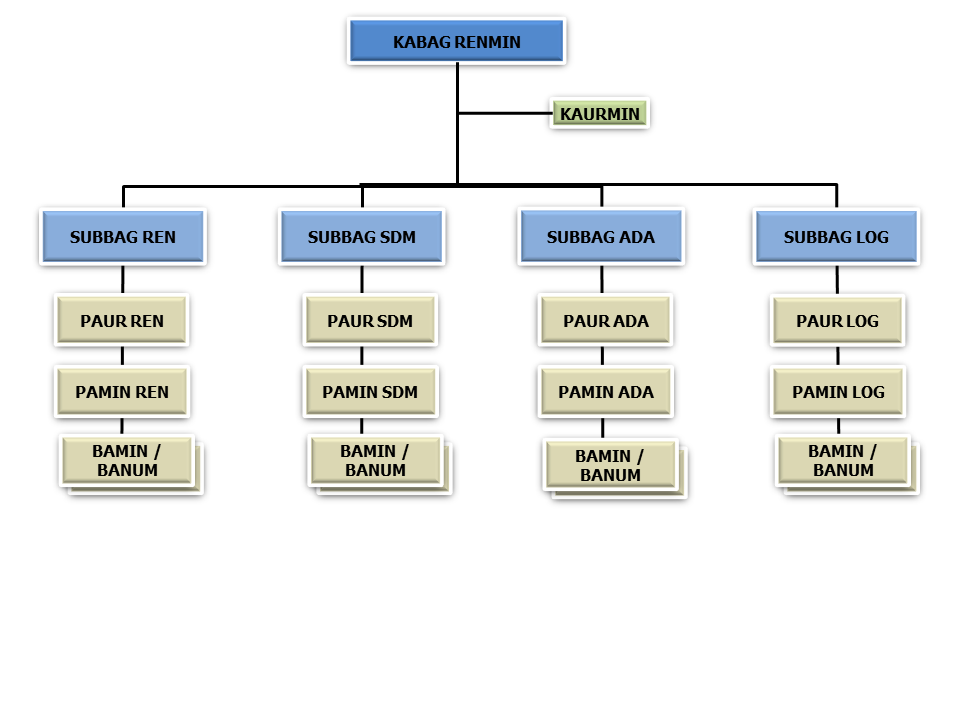 KABAG RENMIN
KAURMIN
SUBBAG REN
SUBBAG SDM
SUBBAG ADA
SUBBAG LOG
PAUR REN
PAUR SDM
PAUR ADA
PAUR LOG
PAMIN REN
PAMIN SDM
PAMIN ADA
PAMIN LOG
BAMIN /
BANUM
BAMIN /
BANUM
BAMIN /
BANUM
BAMIN /
BANUM